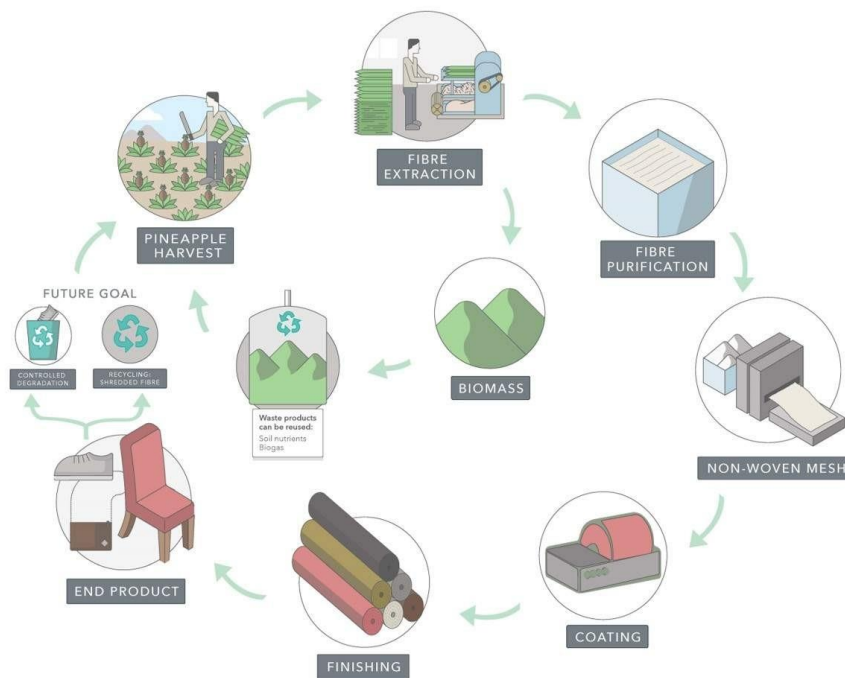 FIBRE
EXTRACTION
PINEAPPLE
HARVEST
FIBRE
PURIFICATION
FUTURE GOAL
CONTROLLED
DEGRADATION
RECYCLING:
SHREDDED FIBRE
BIOMASS
Waste products
can be reused:
Soil nutrients
Biogas
NON-WOVEN MESH
END PRODUCT
COATING
FINISHING